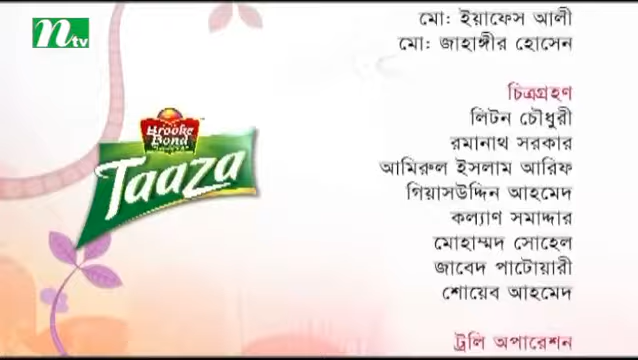 ntv
মো: ইয়াফেস আলী
মো: জাহাঙ্গীর হোসেন
চিত্রগ্রহণ
লিটন চৌধুরী
রমানাথ সরকার
আমিরুল ইসলাম আরিফ
গিয়াসউদ্দিন আহমেদ
কল্যাণ সমাদ্দার
মোহাম্মদ সোহেল
জাবেদ পাটোয়ারী
শোয়েব আহমেদ
ট্রলি অপারেশন
Brooke
Bond
Taaza